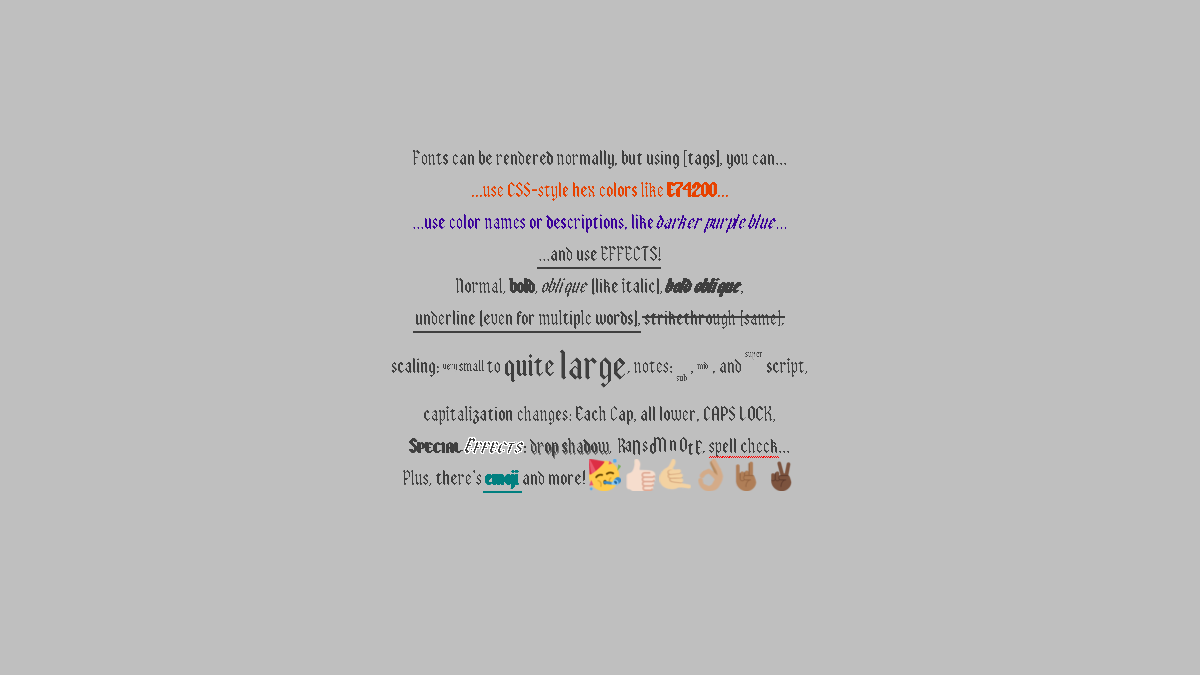 Fonts can be rendered normally, but using [tags], you can...
...use CSS-style hex colors like E74200...
...use color names or descriptions, like darker purple blue...
...and use EFFECTS!
Normal, bold, oblique (like italic), bold oblique,
underline (even for multiple words), strikethrough (same),
scaling: very small to quite large, notes: sub, mid, and super script,
capitalization changes: Each Cap, all lower, CAPS LOCK,
Special Effects: drop shadow, RaNsOm nOtE, spell check...
Plus, there's emoji and more! 🥳👍🏻🤙🏼👌🏽🤘🏾✌🏿